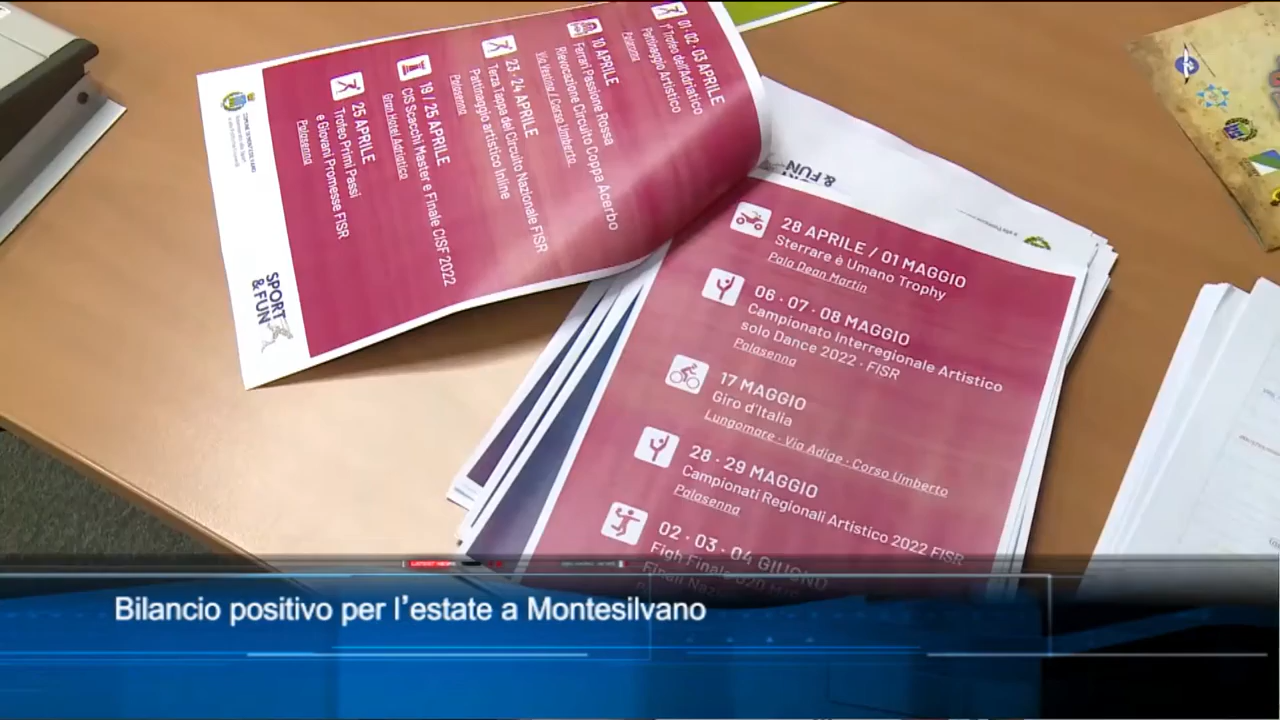 01 · 02 · 03 APRILE
1° Trofeo dell'Adriatico
Pattinaggio Artistico
Palaroma
10 APRILE
Ferrari Passione Rossa
Rievocazione Circuito Coppa Acerbo
Via Vestina / Corso Umberto
23 · 24 APRILE
Terza Tappa del Circuito Nazionale FISR
Pattinaggio artistico Inline
Palasenna
19 / 25 APRILE
CIS Scacchi Master e Finale CISF 2022
Gran Hotel Adriatico
25 APRILE
Trofeo Primi Passi
e Giovani Promesse FISR
Palasenna
SPORT
& FUN
& FUN
28 APRILE / 01 MAGGIO
Sterrare è Umano Trophy
Pala Dean Martin
06 · 07 · 08 MAGGIO
Campionato Interregionale Artistico
solo Dance 2022 · FISR
Palasenna
17 MAGGIO
Giro d'Italia
Lungomare · Via Adige · Corso Umberto
28 · 29 MAGGIO
Campionati Regionali Artistico 2022 FISR
Palasenna
02 · 03 · 04 GIUGNO
LATEST NEWS
Bilancio positivo per l'estate a Montesilvano